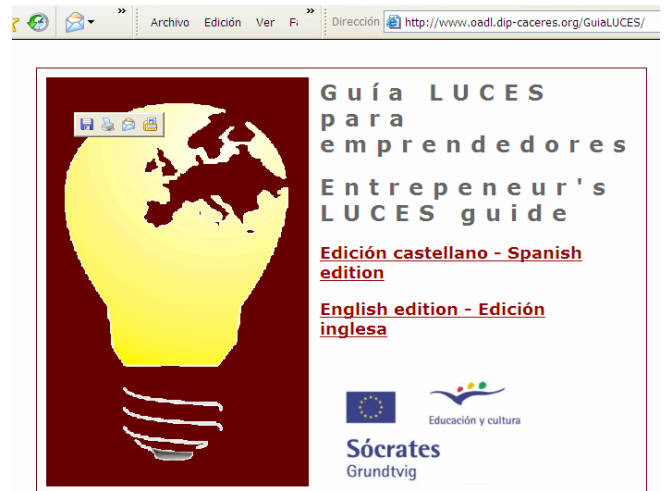 » Archivo Edición Ver Fa » Dirección http://www.oadl.dip-caceres.org/GuiaLUCES/
Guía LUCES
para
emprendedores
Entrepeneur's
LUCES guide
Edición castellano - Spanish
edition
English edition - Edición
inglesa
Educación y cultura
Sócrates
Grundtvig